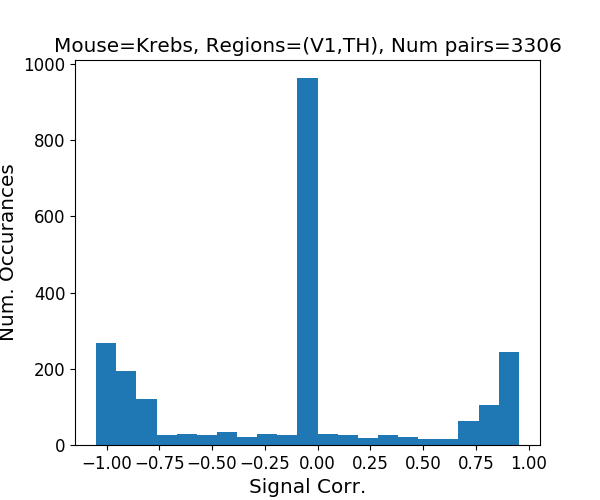 Mouse=Krebs, Regions=(V1,TH), Num pairs=3306
1000
800
600
400
200
0
Num. Occurances
−1.00 −0.75 −0.50 −0.25 0.00 0.25 0.50 0.75 1.00
Signal Corr.